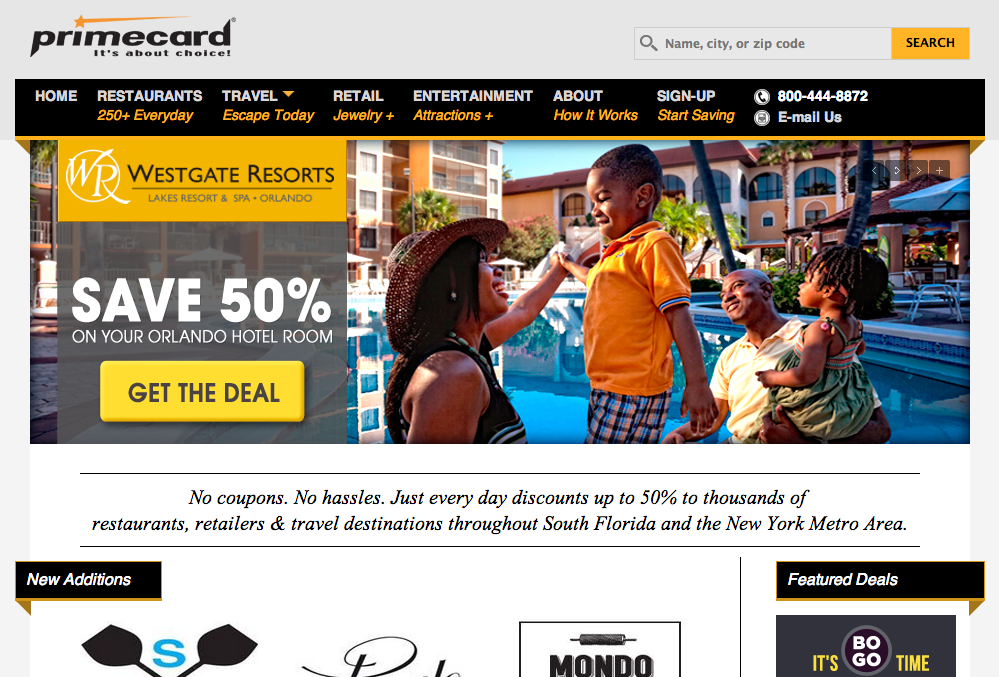 primecard
It's about choice!
Name, city, or zip code
SEARCH
HOME
RESTAURANTS
250+ Everyday
TRAVEL
Escape Today
RETAIL
Jewelry +
ENTERTAINMENT
Attractions +
ABOUT
How It Works
SIGN-UP
Start Saving
800-444-8872
E-mail Us
WR WESTGATE RESORTS
LAKES RESORT & SPA • ORLANDO
SAVE 50%
ON YOUR ORLANDO HOTEL ROOM
GET THE DEAL
No coupons. No hassles. Just every day discounts up to 50% to thousands of
restaurants, retailers & travel destinations throughout South Florida and the New York Metro Area.
New Additions
Featured Deals
S
MONDO
BO
GO
IT'S TIME